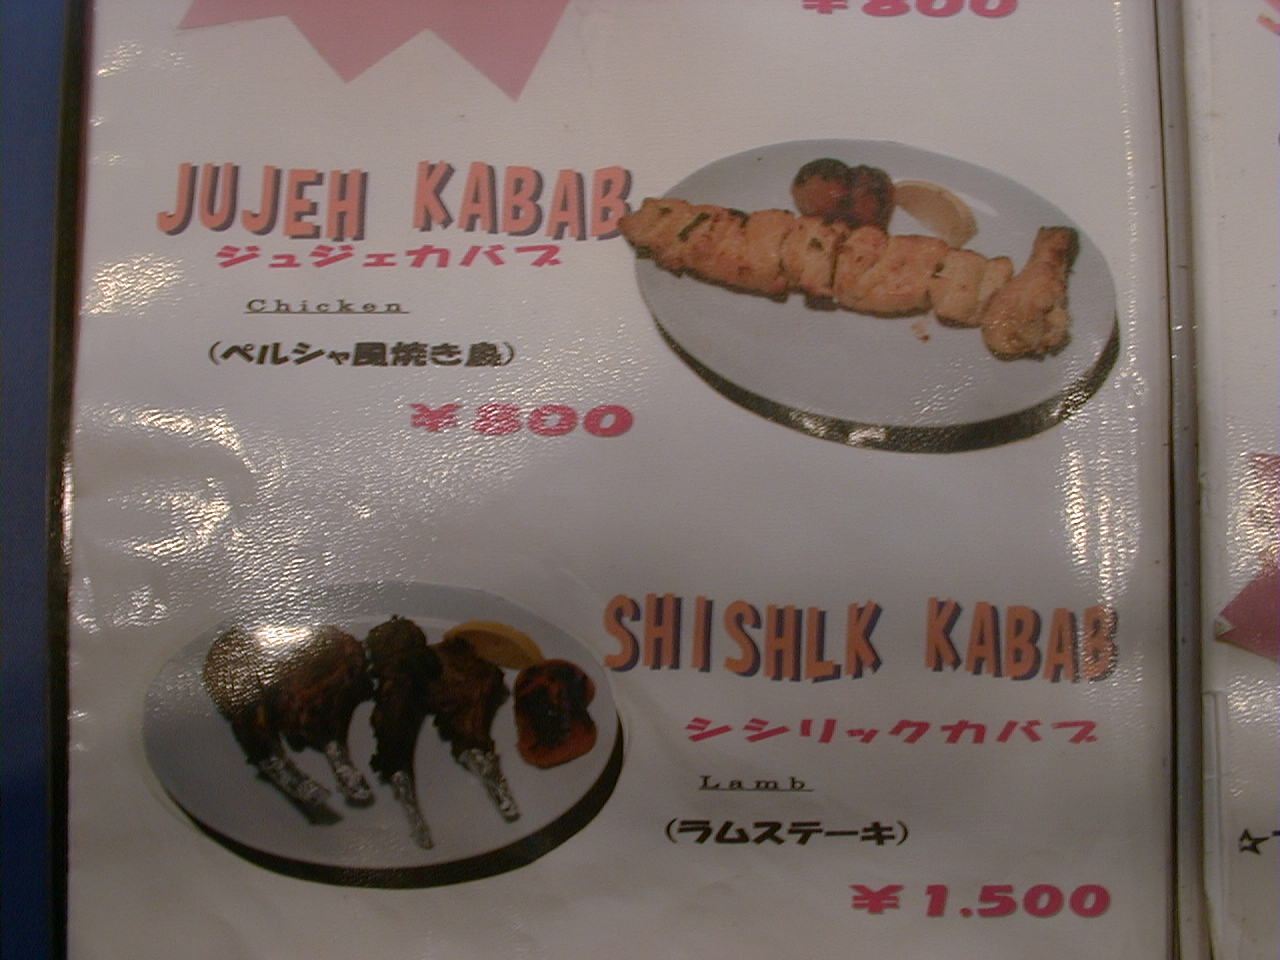 ¥800
JUJEH KABAB
ジュジェカバブ
Chicken
(ペルシャ風焼き鳥)
¥800
SHISHLK KABAB
シシリックカバブ
Lamb
(ラムステーキ)
¥1.500